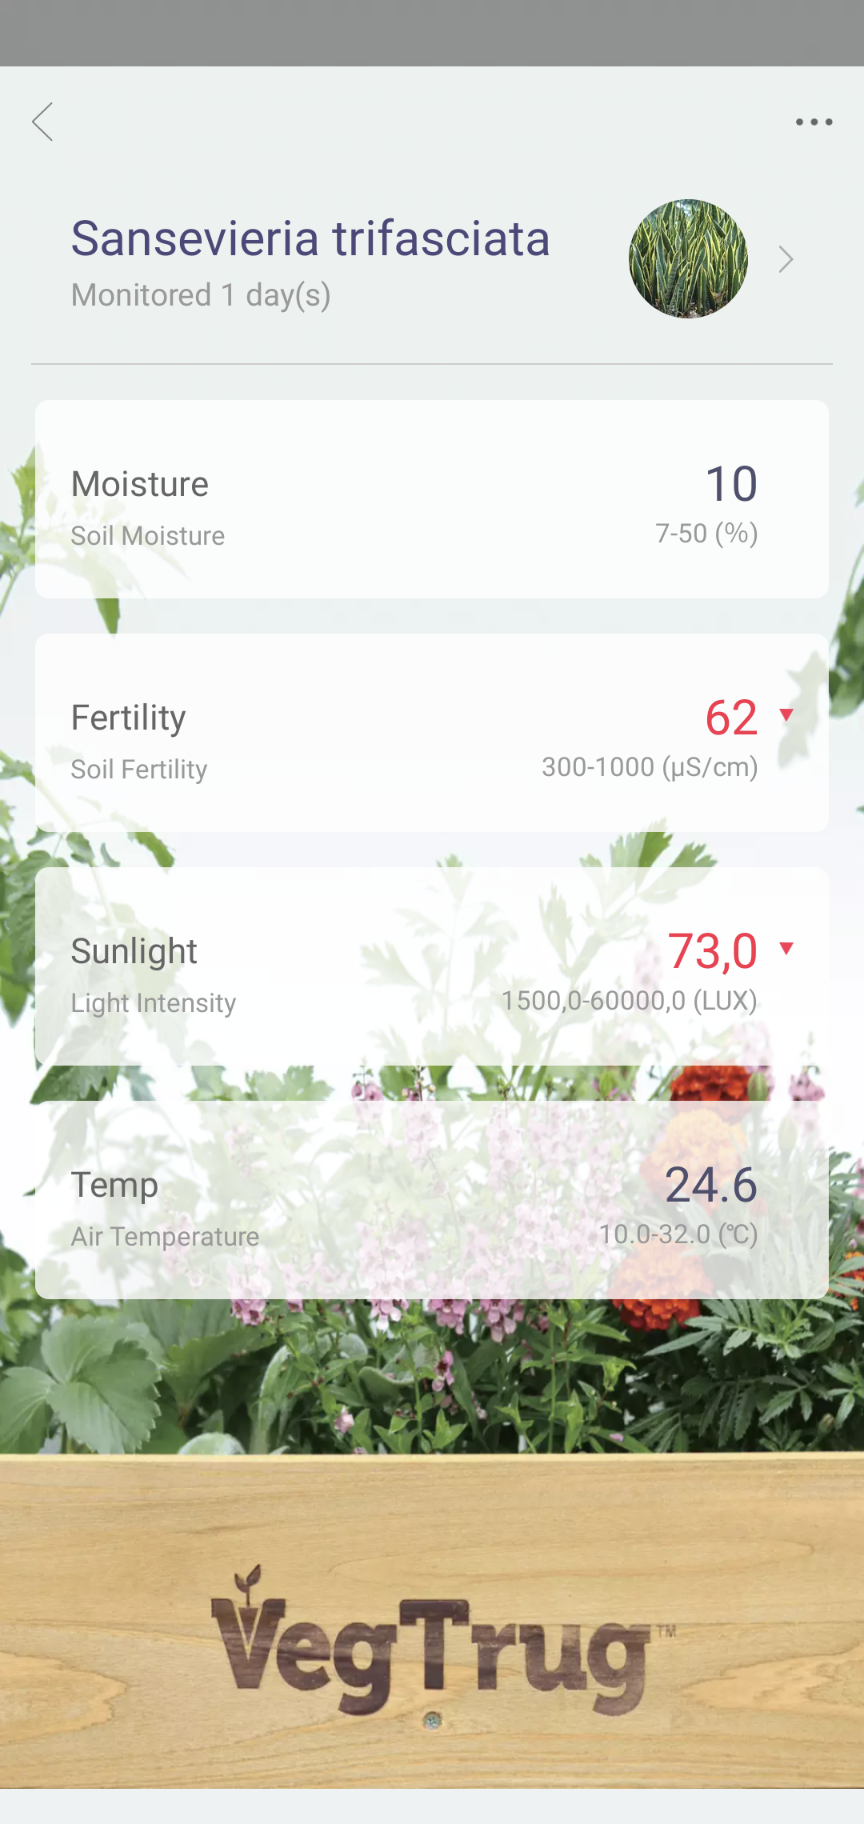 Sansevieria trifasciata
Monitored 1 day(s)
Moisture
10
Soil Moisture
7-50 (%)
Fertility
62
Soil Fertility
300-1000 (µS/cm)
Sunlight
73,0
Light Intensity
1500,0-60000,0 (LUX)
Temp
24.6
Air Temperature
10.0-32.0 (℃)
VegTrug™